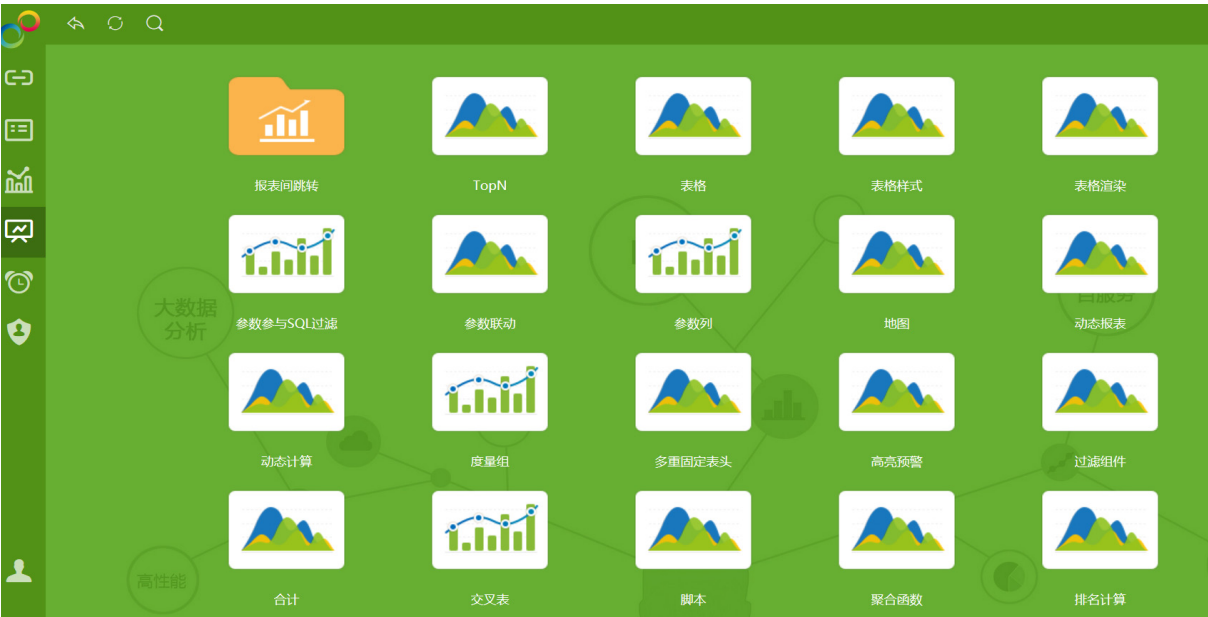 报表间跳转
TopN
表格
表格样式
表格渲染
大数据
分析
参数参与SQL过滤
参数联动
参数列
地图
自服务
动态报表
动态计算
度量组
多重固定表头
高亮预警
过滤组件
高性能
合计
交叉表
脚本
聚合函数
排名计算